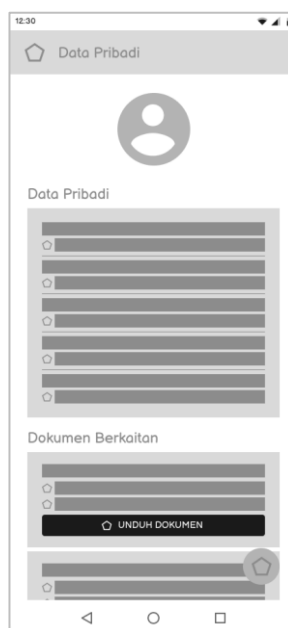 12:30
Data Pribadi
Data Pribadi
Dokumen Berkaitan
UNDUH DOKUMEN